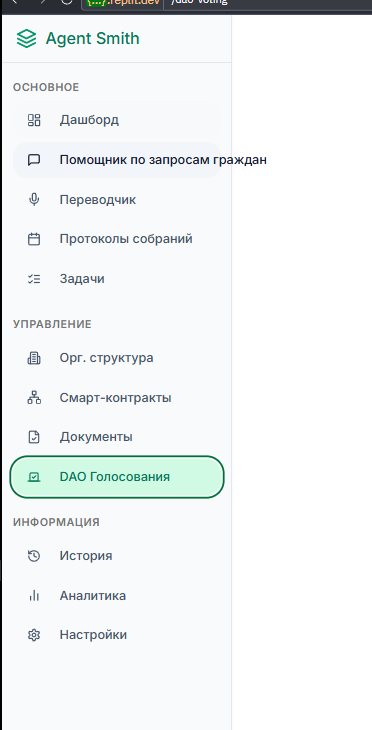 {...}.replit.dev /dao-voting
Agent Smith
ОСНОВНОЕ
Дашборд
Помощник по запросам граждан
Переводчик
Протоколы собраний
Задачи
УПРАВЛЕНИЕ
Орг. структура
Смарт-контракты
Документы
DAO Голосования
ИНФОРМАЦИЯ
История
Аналитика
Настройки